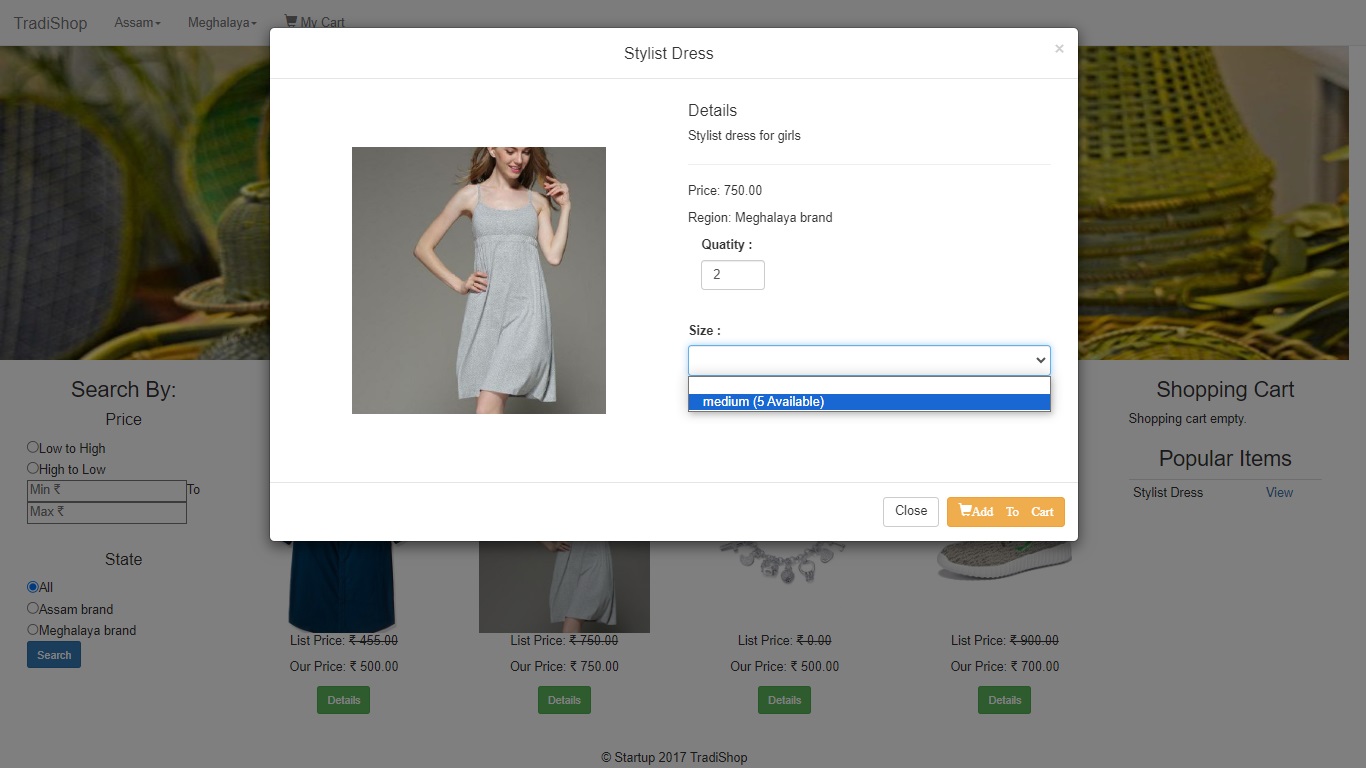 TradiShop Assam Meghalaya My Cart
Stylist Dress ×
Details
Stylist dress for girls
Price: 750.00
Region: Meghalaya brand
Quatity :
2
Size :
medium (5 Available)
Close Add To Cart
Search By:
Price
Low to High
High to Low
Min ₹ To
Max ₹
State
All
Assam brand
Meghalaya brand
Search
List Price: ₹ 455.00
Our Price: ₹ 500.00
Details
List Price: ₹ 750.00
Our Price: ₹ 750.00
Details
List Price: ₹ 0.00
Our Price: ₹ 500.00
Details
List Price: ₹ 900.00
Our Price: ₹ 700.00
Details
Shopping Cart
Shopping cart empty.
Popular Items
Stylist Dress View
© Startup 2017 TradiShop